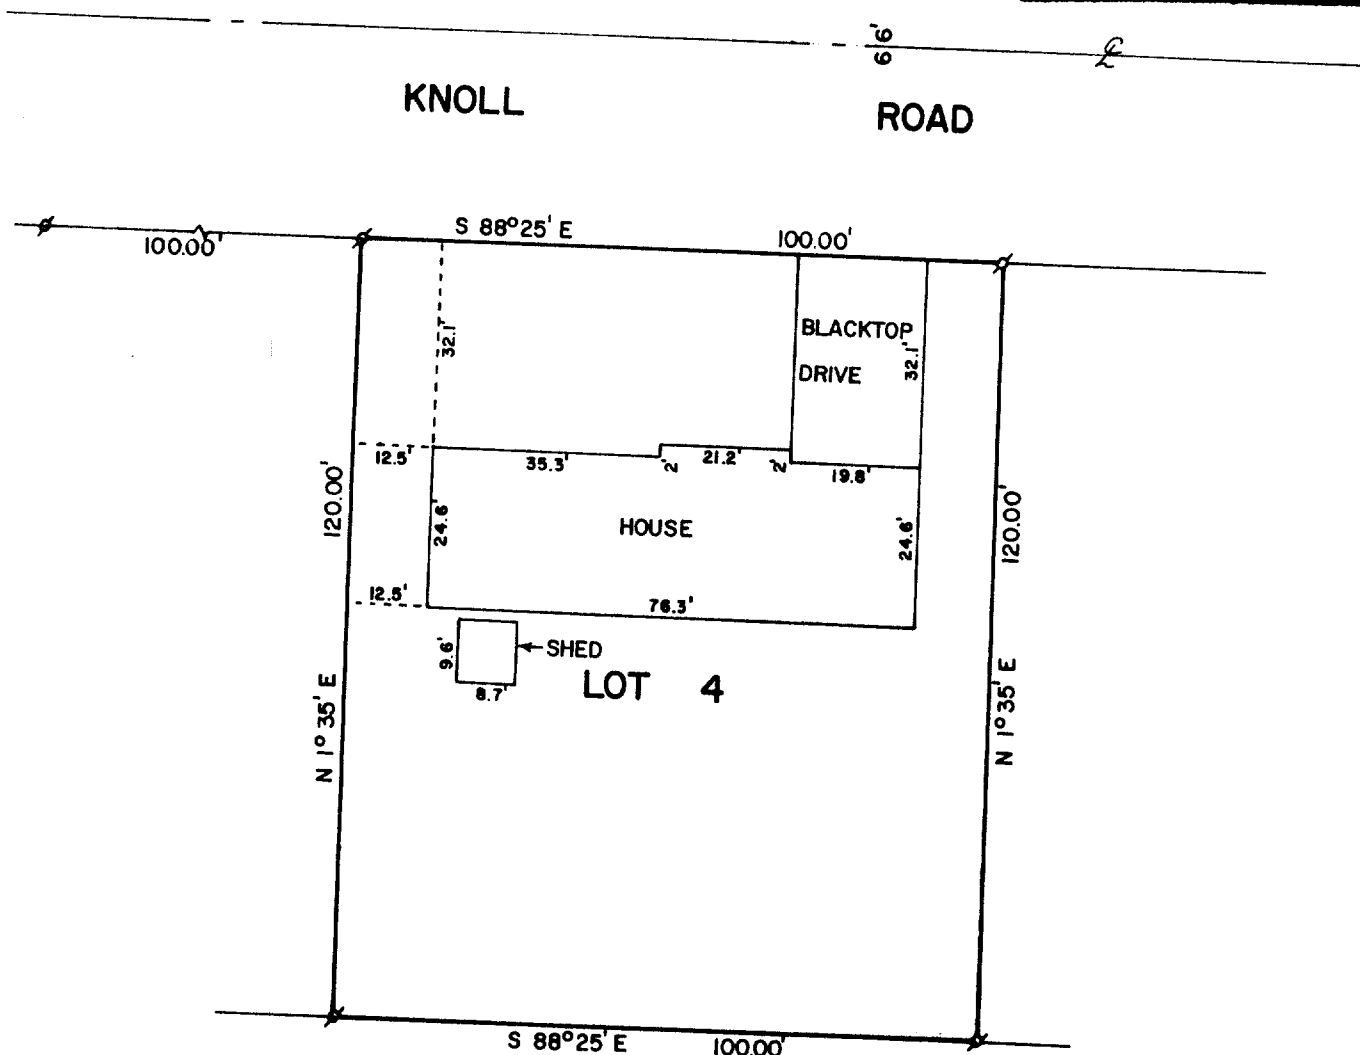 66'
℄
KNOLL ROAD
S 88°25' E 100.00'
100.00'
BLACKTOP
DRIVE
32.1'
32.1'
12.5'
35.3'
2'
21.2'
2'
19.8'
120.00'
24.6'
HOUSE
24.6'
120.00'
12.5'
76.3'
9.6'
SHED
8.7'
LOT 4
N 1°35' E
N 1°35' E
S 88°25' E 100.00'